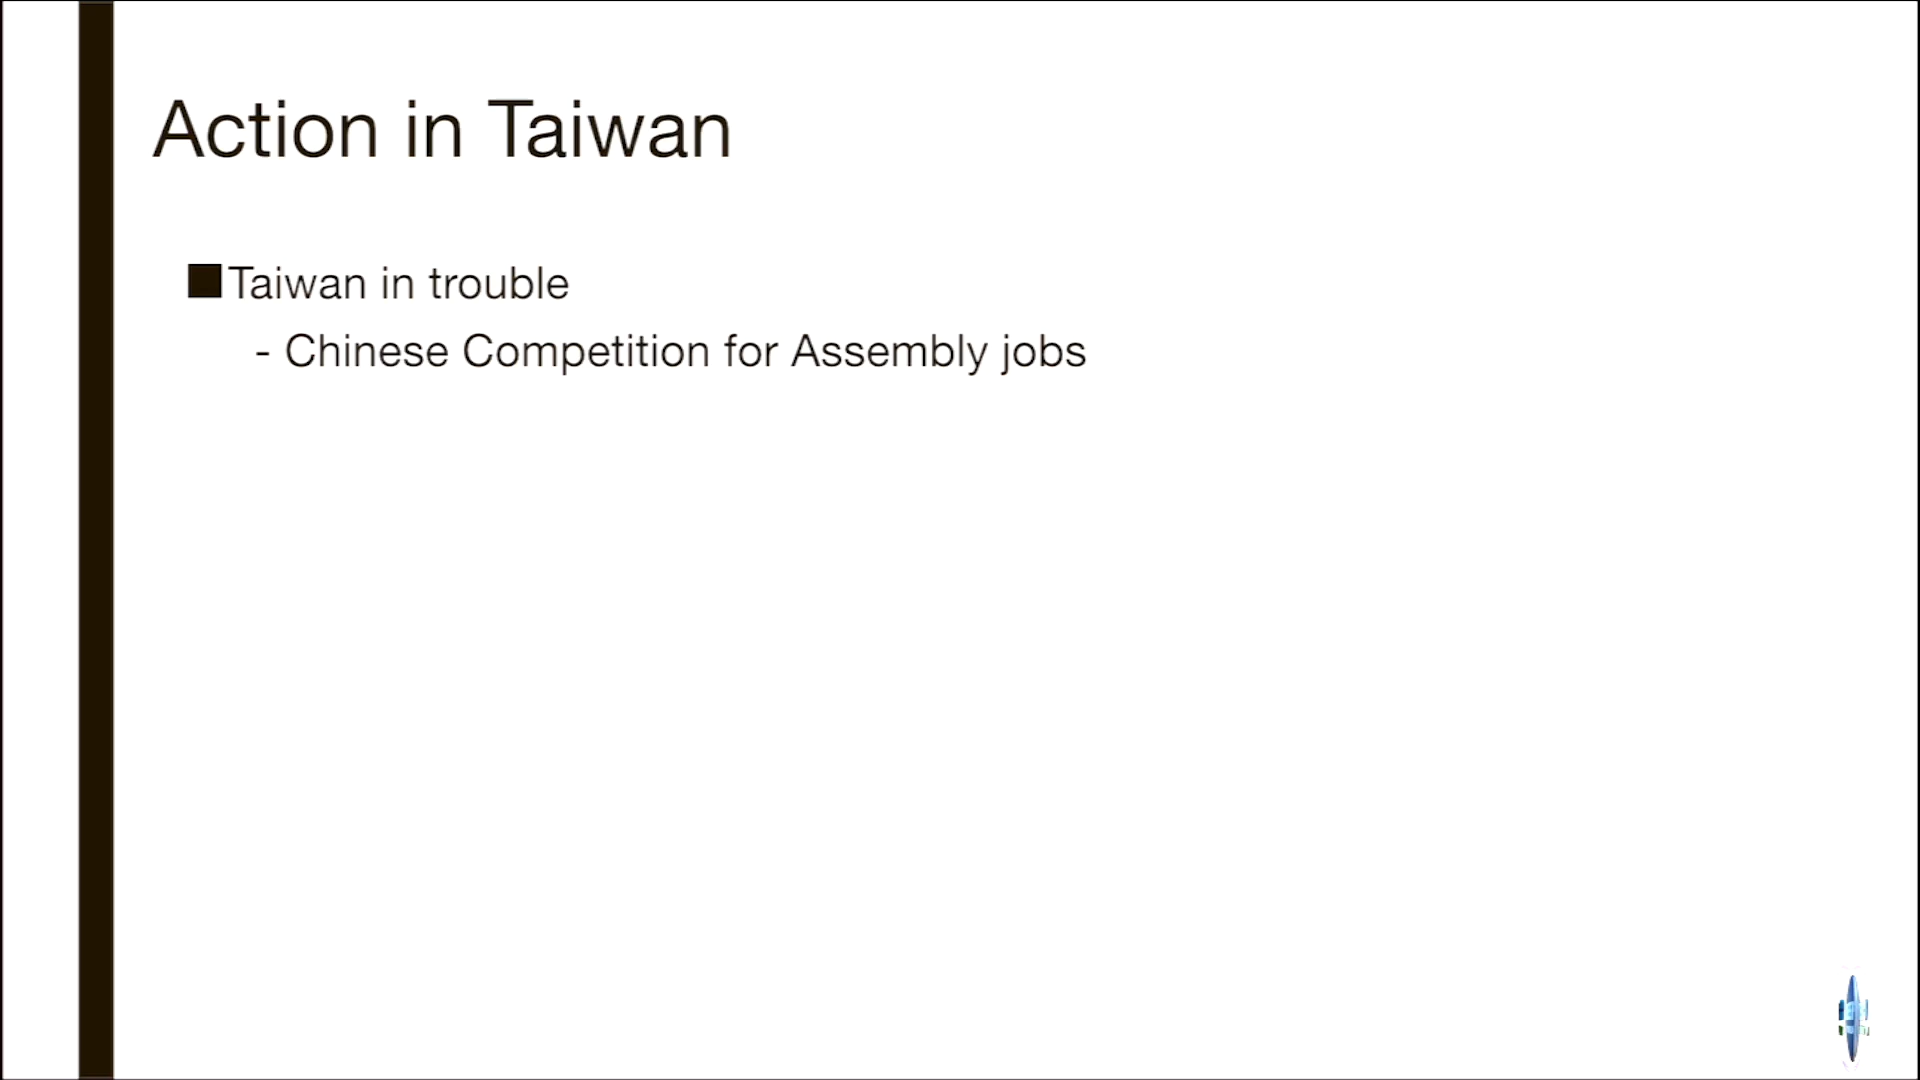 Action in Taiwan
Taiwan in trouble
- Chinese Competition for Assembly jobs